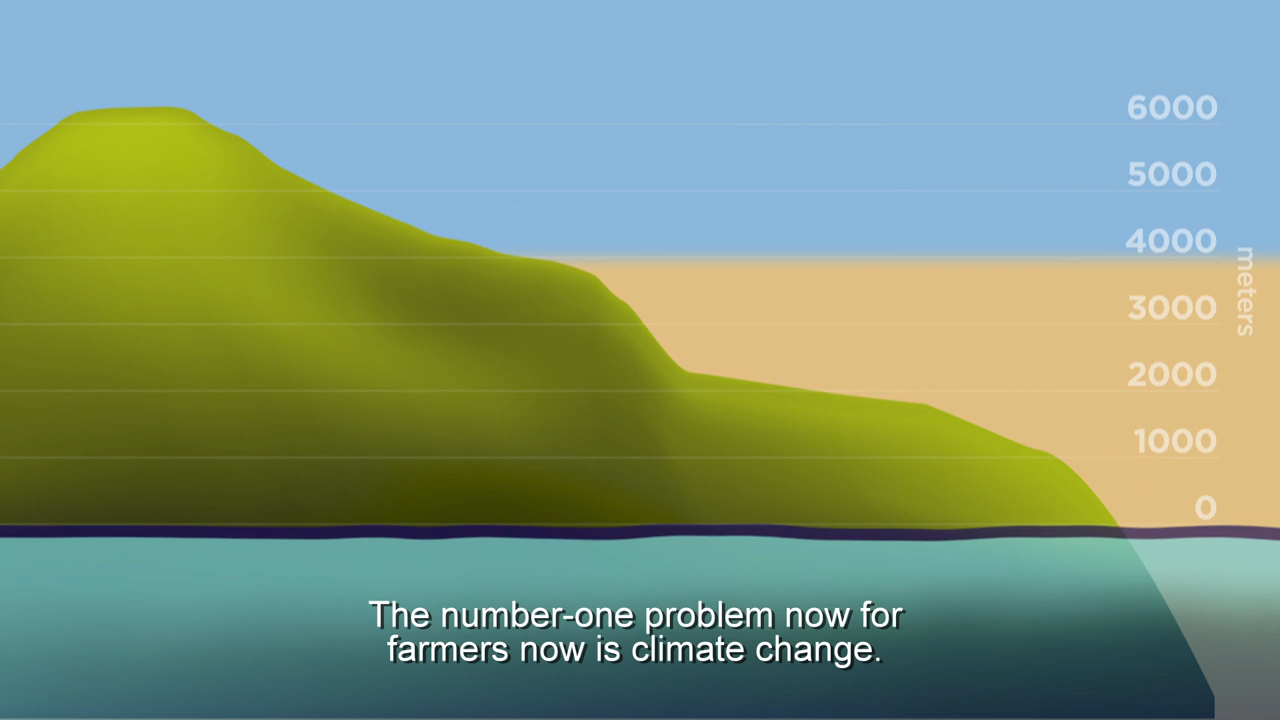 6000
5000
4000
3000
2000
1000
0
meters
The number-one problem now for
farmers now is climate change.